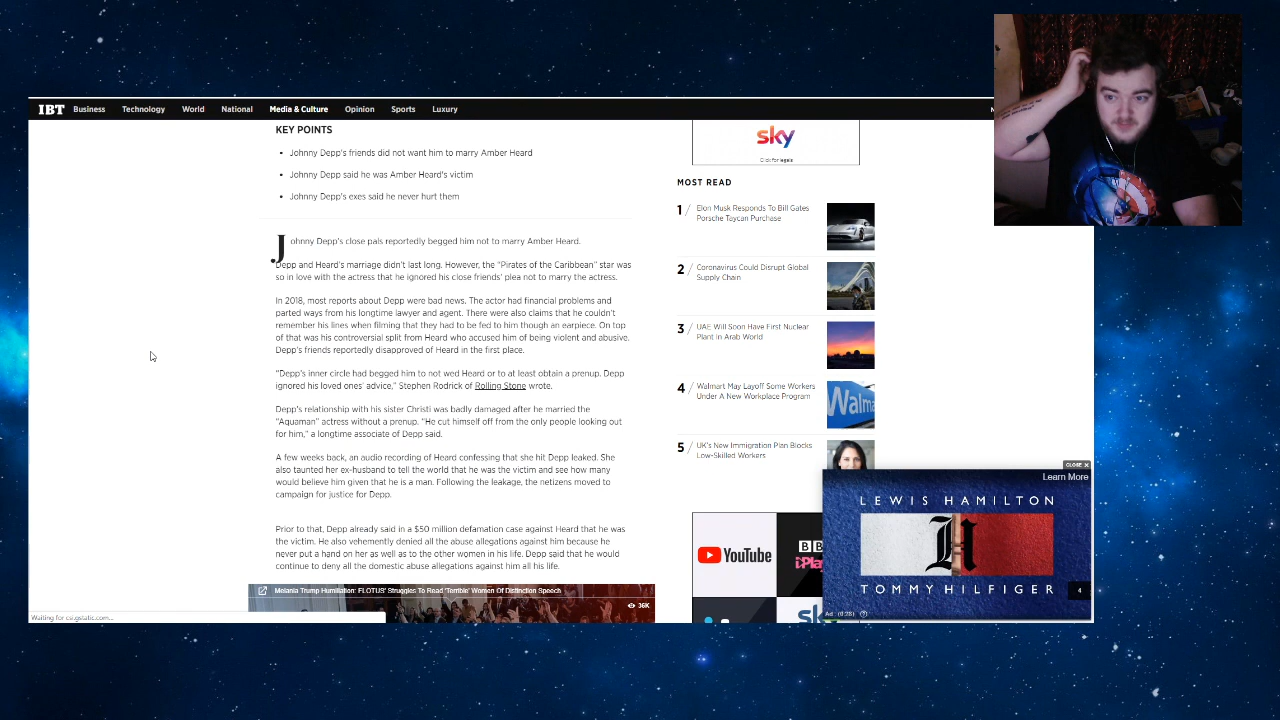 IBT Business Technology World National Media & Culture Opinion Sports Luxury N
KEY POINTS
Johnny Depp's friends did not want him to marry Amber Heard
Johnny Depp said he was Amber Heard's victim
Johnny Depp's exes said he never hurt them
Johnny Depp's close pals reportedly begged him not to marry Amber Heard.
Depp and Heard's marriage didn't last long. However, the "Pirates of the Caribbean" star was
so in love with the actress that he ignored his close friends' plea not to marry the actress.
In 2018, most reports about Depp were bad news. The actor had financial problems and
parted ways from his longtime lawyer and agent. There were also claims that he couldn't
remember his lines when filming that they had to be fed to him though an earpiece. On top
of that was his controversial split from Heard who accused him of being violent and abusive.
Depp's friends reportedly disapproved of Heard in the first place.
"Depp's inner circle had begged him to not wed Heard or to at least obtain a prenup. Depp
ignored his loved ones' advice," Stephen Rodrick of Rolling Stone wrote.
Depp's relationship with his sister Christi was badly damaged after he married the
"Aquaman" actress without a prenup. "He cut himself off from the only people looking out
for him," a longtime associate of Depp said.
A few weeks back, an audio recording of Heard confessing that she hit Depp leaked. She
also taunted her ex-husband to tell the world that he was the victim and see how many
would believe him given that he is a man. Following the leakage, the netizens moved to
campaign for justice for Depp.
Prior to that, Depp already said in a $50 million defamation case against Heard that he was
the victim. He also vehemently denied all the abuse allegations against him because he
never put a hand on her as well as to the other women in his life. Depp said that he would
continue to deny all the domestic abuse allegations against him all his life.
Melania Trump Humiliation: FLOTUS' Struggles To Read 'Terrible' Women Of Distinction Speech
36K
Waiting for csi.gstatic.com...
sky
Click for legals
MOST READ
1 / Elon Musk Responds To Bill Gates
Porsche Taycan Purchase
2 / Coronavirus Could Disrupt Global
Supply Chain
3 / UAE Will Soon Have First Nuclear
Plant In Arab World
4 / Walmart May Layoff Some Workers
Under A New Workplace Program
Walm
5 / UK's New Immigration Plan Blocks
Low-Skilled Workers
YouTube
BB
iPla
sk
CLOSE X
Learn More
LEWIS HAMILTON
LH
TOMMY HILFIGER
4
Ad (0:28)